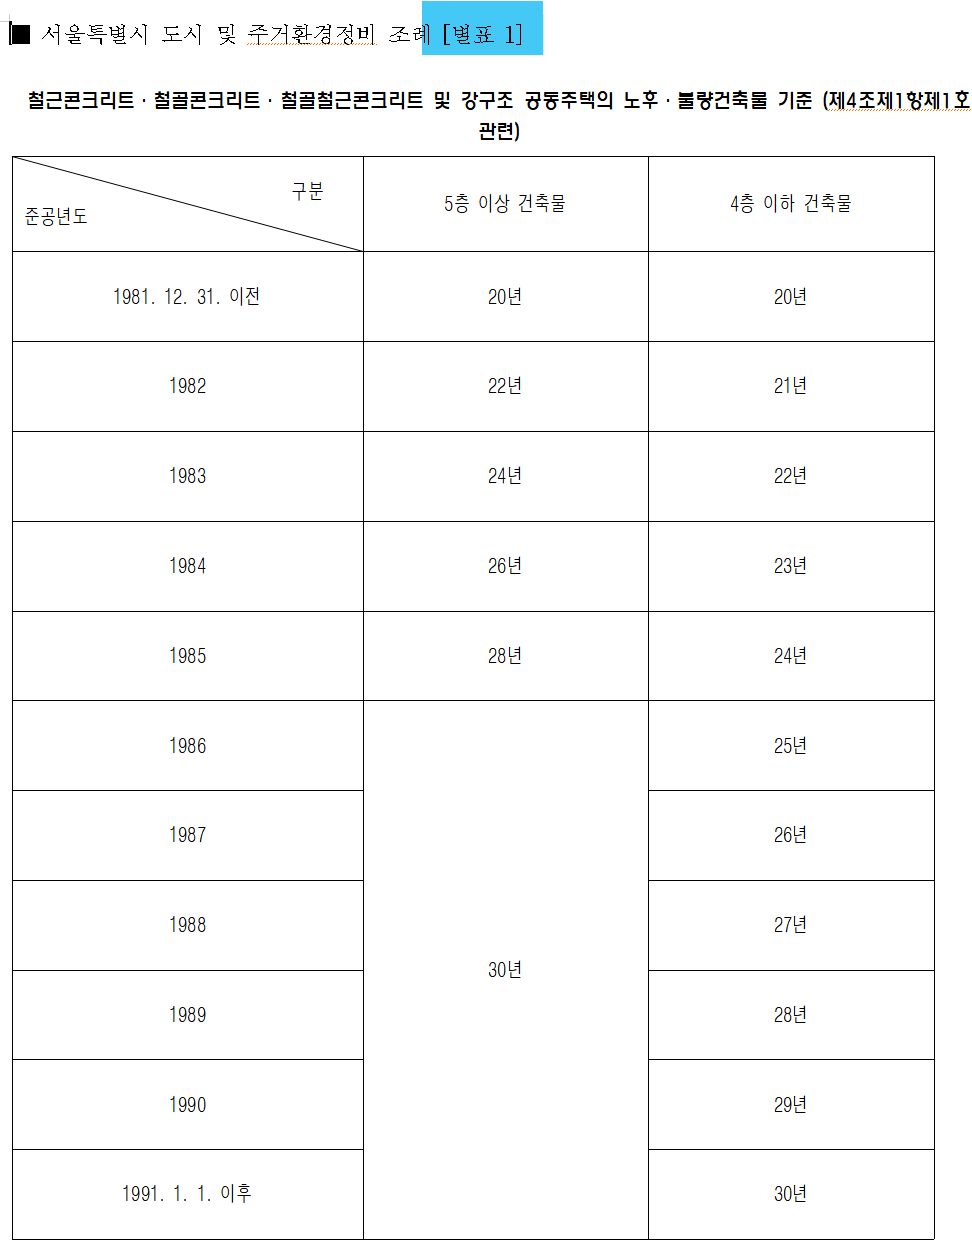 ■ 서울특별시 도시 및 주거환경정비 조례 [별표 1]
철근콘크리트·철골콘크리트·철골철근콘크리트 및 강구조 공동주택의 노후·불량건축물 기준 (제4조제1항제1호
관련)
구분
준공년도
5층 이상 건축물
4층 이하 건축물
1981. 12. 31. 이전 20년 20년
1982 22년 21년
1983 24년 22년
1984 26년 23년
1985 28년 24년
1986 25년
1987 26년
1988 27년
30년
1989 28년
1990 29년
1991. 1. 1. 이후 30년